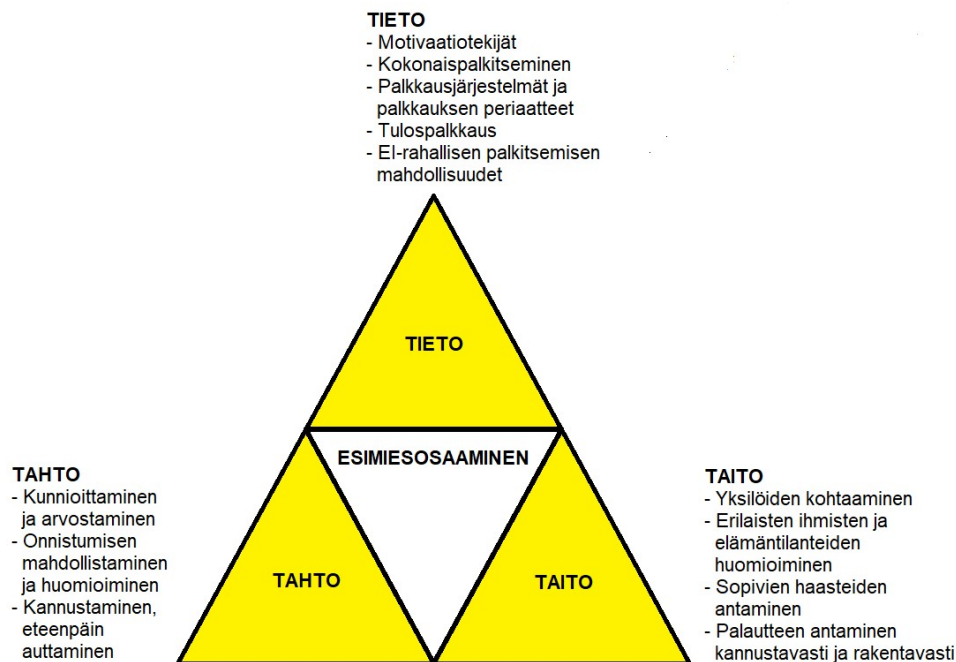 TIETO
- Motivaatiotekijät
- Kokonaispalkitseminen
- Palkkausjärjestelmät ja
palkkauksen periaatteet
- Tulospalkkaus
- EI-rahallisen palkitsemisen
mahdollisuudet
TIETO
ESIMIESOSAAMINEN
TAHTO
- Kunnioittaminen
ja arvostaminen
- Onnistumisen
mahdollistaminen
ja huomioiminen
- Kannustaminen,
eteenpäin
auttaminen
TAHTO
TAITO
TAITO
- Yksilöiden kohtaaminen
- Erilaisten ihmisten ja
elämäntilanteiden
huomioiminen
- Sopivien haasteiden
antaminen
- Palautteen antaminen
kannustavasti ja rakentavasti